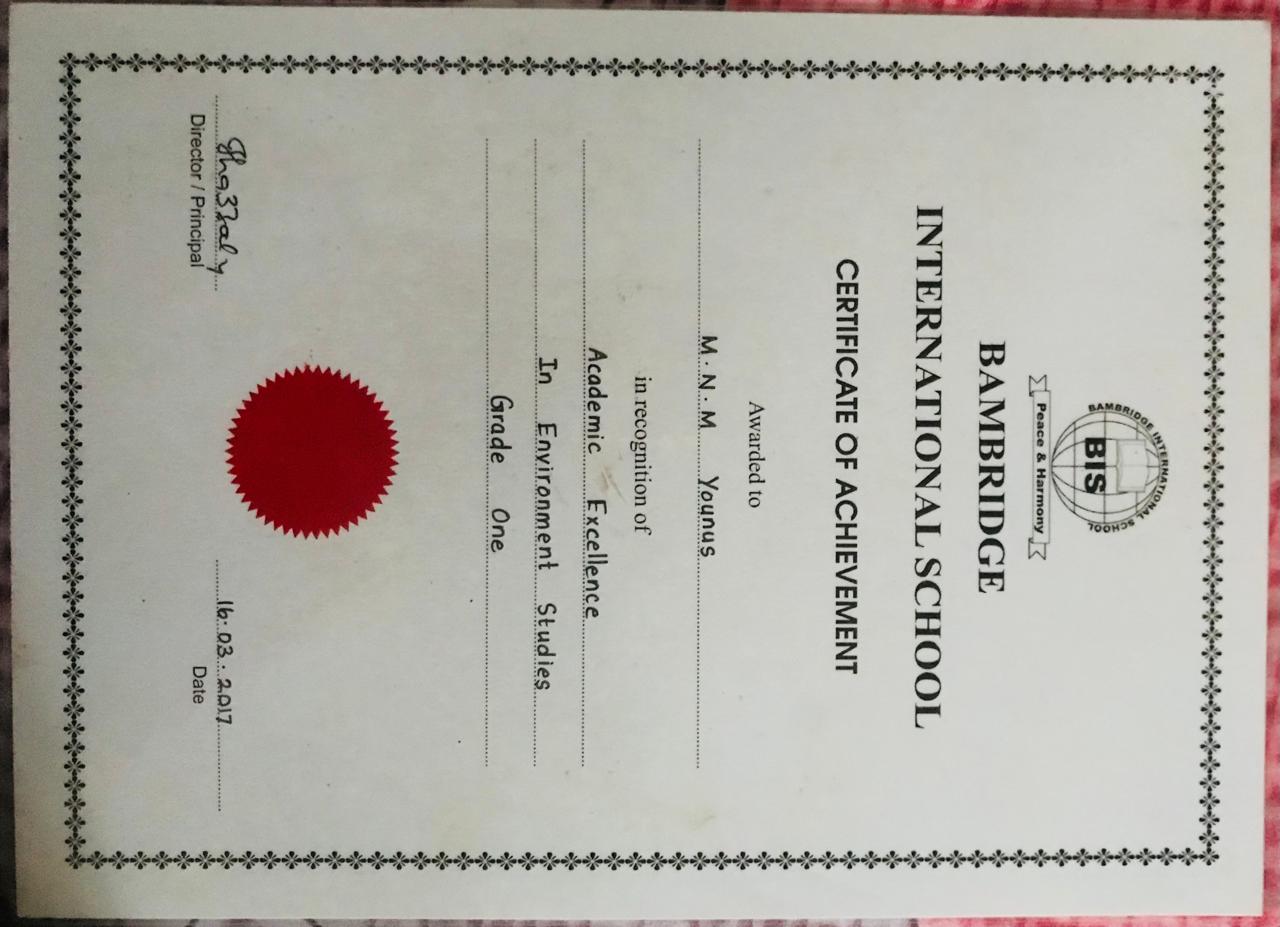 BAMBRIDGE INTERNATIONAL SCHOOL
BIS
Peace & Harmony
BAMBRIDGE
INTERNATIONAL SCHOOL
CERTIFICATE OF ACHIEVEMENT
Awarded to
M.N.M Younus
in recognition of
Academic Excellence
In Environment Studies
Grade One
16.03.2017
Director / Principal
Date